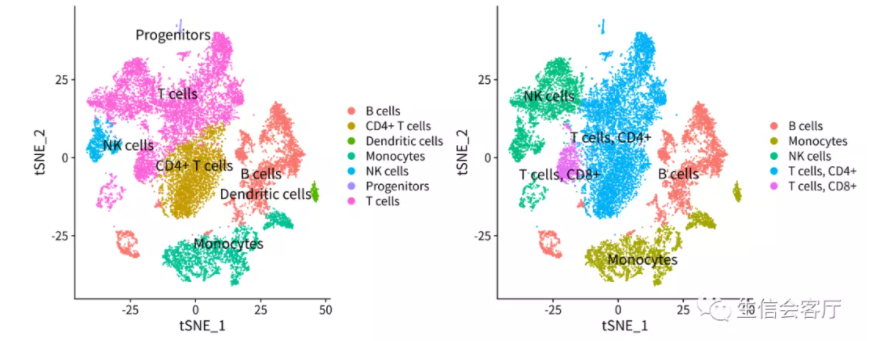 Progenitors
T cells
NK cells
CD4+ T cells
B cells
Dendritic cells
Monocytes
25
0
-25
-25
0
25
50
tSNE_2
tSNE_1
B cells
CD4+ T cells
Dendritic cells
Monocytes
NK cells
Progenitors
T cells
NK cells
T cells, CD4+
T cells, CD8+
B cells
Monocytes
25
0
-25
-25
0
25
50
tSNE_2
tSNE_1
B cells
Monocytes
NK cells
T cells, CD4+
T cells, CD8+
生信会客厅